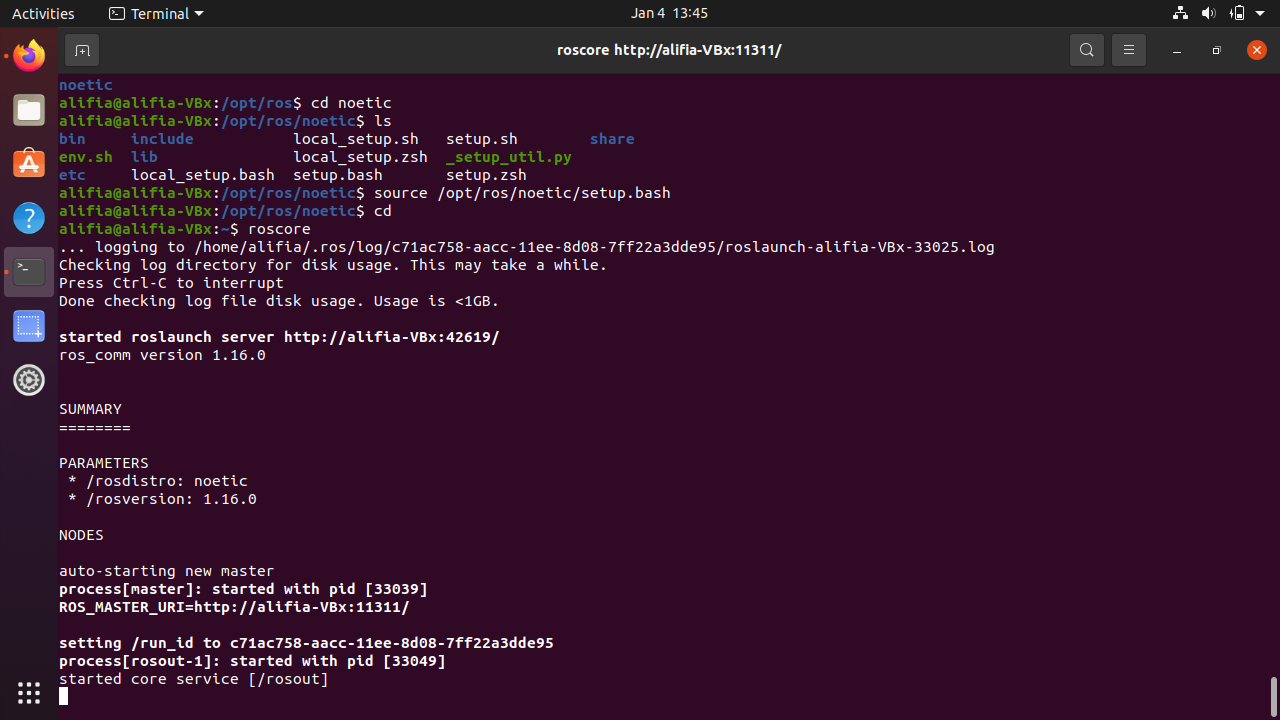 Activities Terminal Jan 4 13:45
roscore http://alifia-VBx:11311/
noetic
alifia@alifia-VBx:/opt/ros$ cd noetic
alifia@alifia-VBx:/opt/ros/noetic$ ls
bin include local_setup.sh setup.sh share
env.sh lib local_setup.zsh _setup_util.py
etc local_setup.bash setup.bash setup.zsh
alifia@alifia-VBx:/opt/ros/noetic$ source /opt/ros/noetic/setup.bash
alifia@alifia-VBx:/opt/ros/noetic$ cd
alifia@alifia-VBx:~$ roscore
... logging to /home/alifia/.ros/log/c71ac758-aacc-11ee-8d08-7ff22a3dde95/roslaunch-alifia-VBx-33025.log
Checking log directory for disk usage. This may take a while.
Press Ctrl-C to interrupt
Done checking log file disk usage. Usage is <1GB.
started roslaunch server http://alifia-VBx:42619/
ros_comm version 1.16.0
SUMMARY
========
PARAMETERS
* /rosdistro: noetic
* /rosversion: 1.16.0
NODES
auto-starting new master
process[master]: started with pid [33039]
ROS_MASTER_URI=http://alifia-VBx:11311/
setting /run_id to c71ac758-aacc-11ee-8d08-7ff22a3dde95
process[rosout-1]: started with pid [33049]
started core service [/rosout]